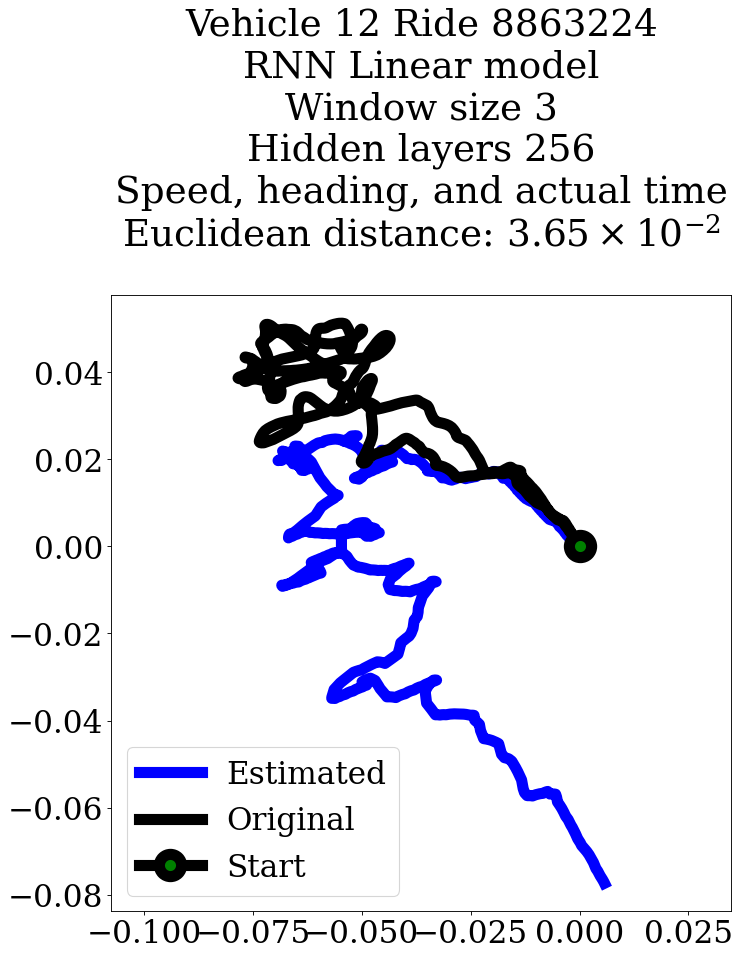 Vehicle 12 Ride 8863224
RNN Linear model
Window size 3
Hidden layers 256
Speed, heading, and actual time
Euclidean distance: 3.65 × 10⁻²
0.04
0.02
0.00
−0.02
−0.04
−0.06
−0.08
Estimated
Original
Start
−0.100 −0.075 −0.050 −0.025 0.000 0.025